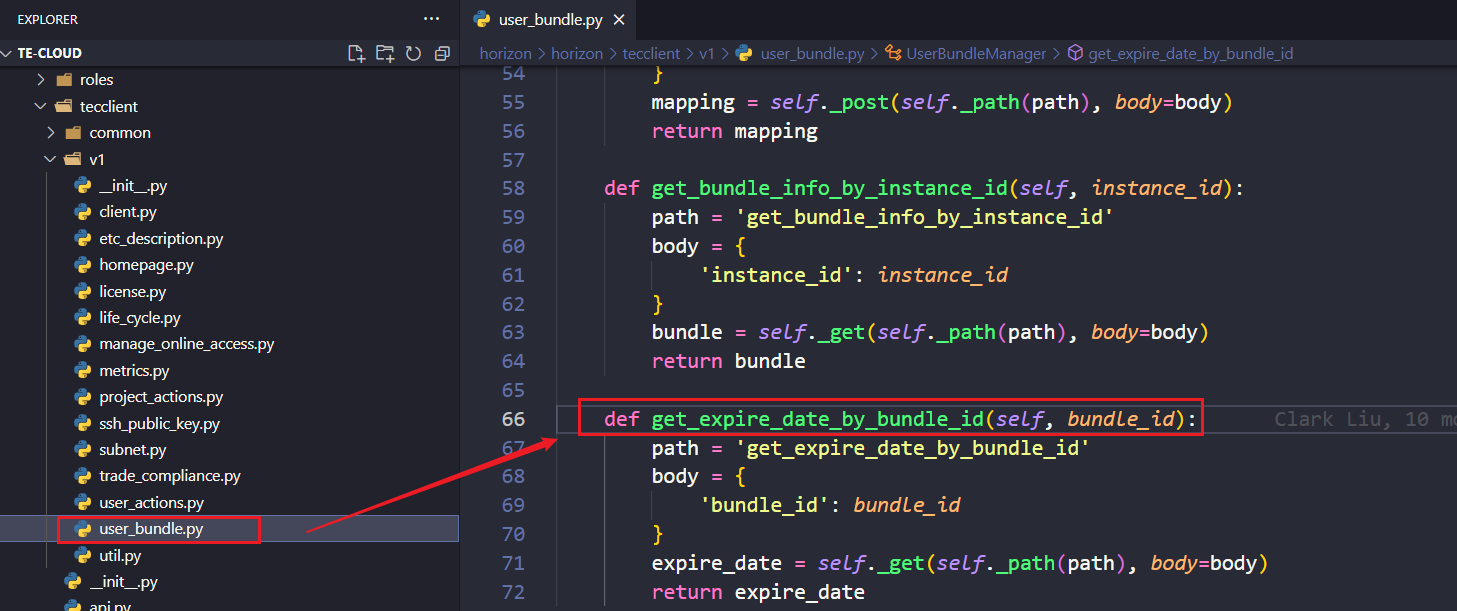 EXPLORER
TE-CLOUD
roles
tecclient
common
v1
__init__.py
client.py
etc_description.py
homepage.py
license.py
life_cycle.py
manage_online_access.py
metrics.py
project_actions.py
ssh_public_key.py
subnet.py
trade_compliance.py
user_actions.py
user_bundle.py
util.py
__init__.py
api.py
user_bundle.py
horizon > horizon > tecclient > v1 > user_bundle.py > UserBundleManager > get_expire_date_by_bundle_id
54 }
55 mapping = self._post(self._path(path), body=body)
56 return mapping
57
58 def get_bundle_info_by_instance_id(self, instance_id):
59 path = 'get_bundle_info_by_instance_id'
60 body = {
61 'instance_id': instance_id
62 }
63 bundle = self._get(self._path(path), body=body)
64 return bundle
65
66 def get_expire_date_by_bundle_id(self, bundle_id): Clark Liu, 10 mo
67 path = 'get_expire_date_by_bundle_id'
68 body = {
69 'bundle_id': bundle_id
70 }
71 expire_date = self._get(self._path(path), body=body)
72 return expire_date